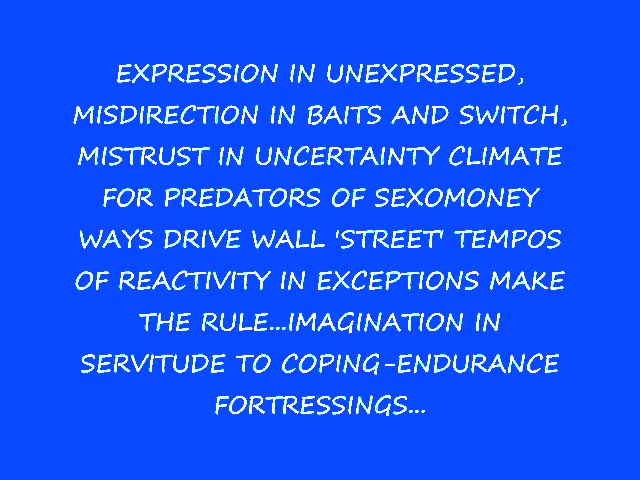 EXPRESSION IN UNEXPRESSED,
MISDIRECTION IN BAITS AND SWITCH,
MISTRUST IN UNCERTAINTY CLIMATE
FOR PREDATORS OF SEXOMONEY
WAYS DRIVE WALL 'STREET' TEMPOS
OF REACTIVITY IN EXCEPTIONS MAKE
THE RULE...IMAGINATION IN
SERVITUDE TO COPING-ENDURANCE
FORTRESSINGS...